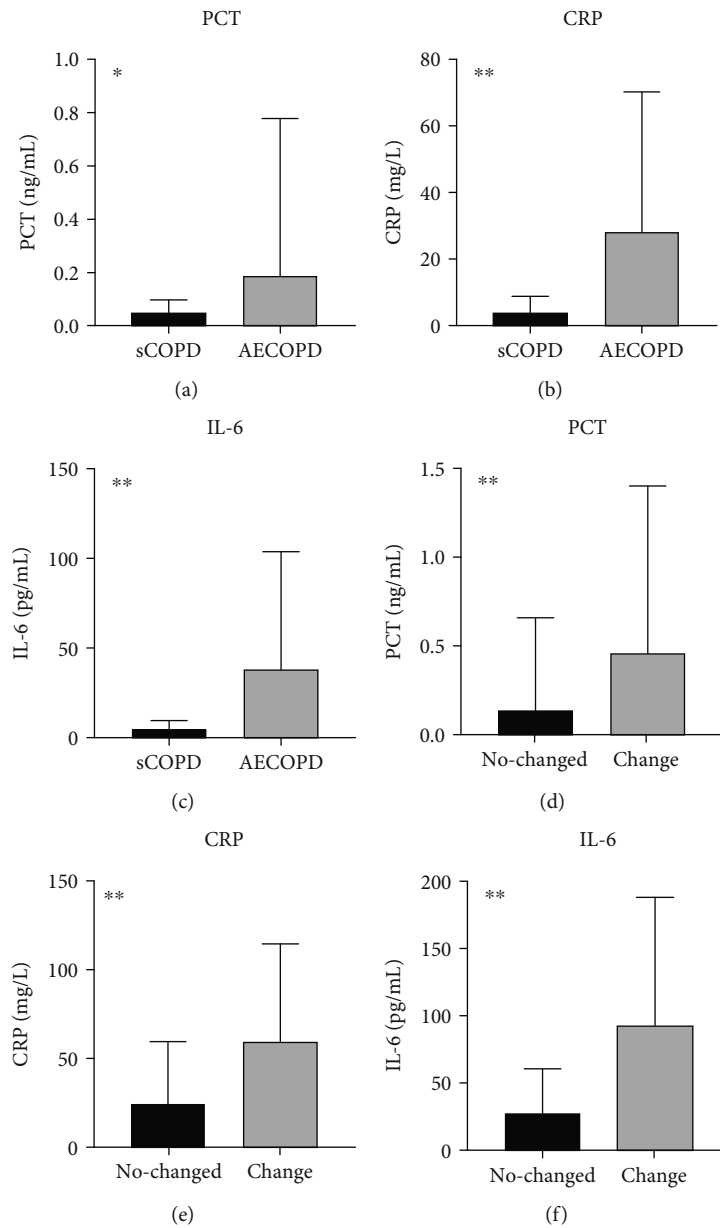 PCT
*
1.0
0.8
0.6
0.4
0.2
0.0
PCT (ng/mL)
sCOPD AECOPD
(a)
CRP
**
80
60
40
20
0
CRP (mg/L)
sCOPD AECOPD
(b)
IL-6
**
150
100
50
0
IL-6 (pg/mL)
sCOPD AECOPD
(c)
PCT
**
1.5
1.0
0.5
0.0
PCT (ng/mL)
No-changed Change
(d)
CRP
**
150
100
50
0
CRP (mg/L)
No-changed Change
(e)
IL-6
**
200
150
100
50
0
IL-6 (pg/mL)
No-changed Change
(f)